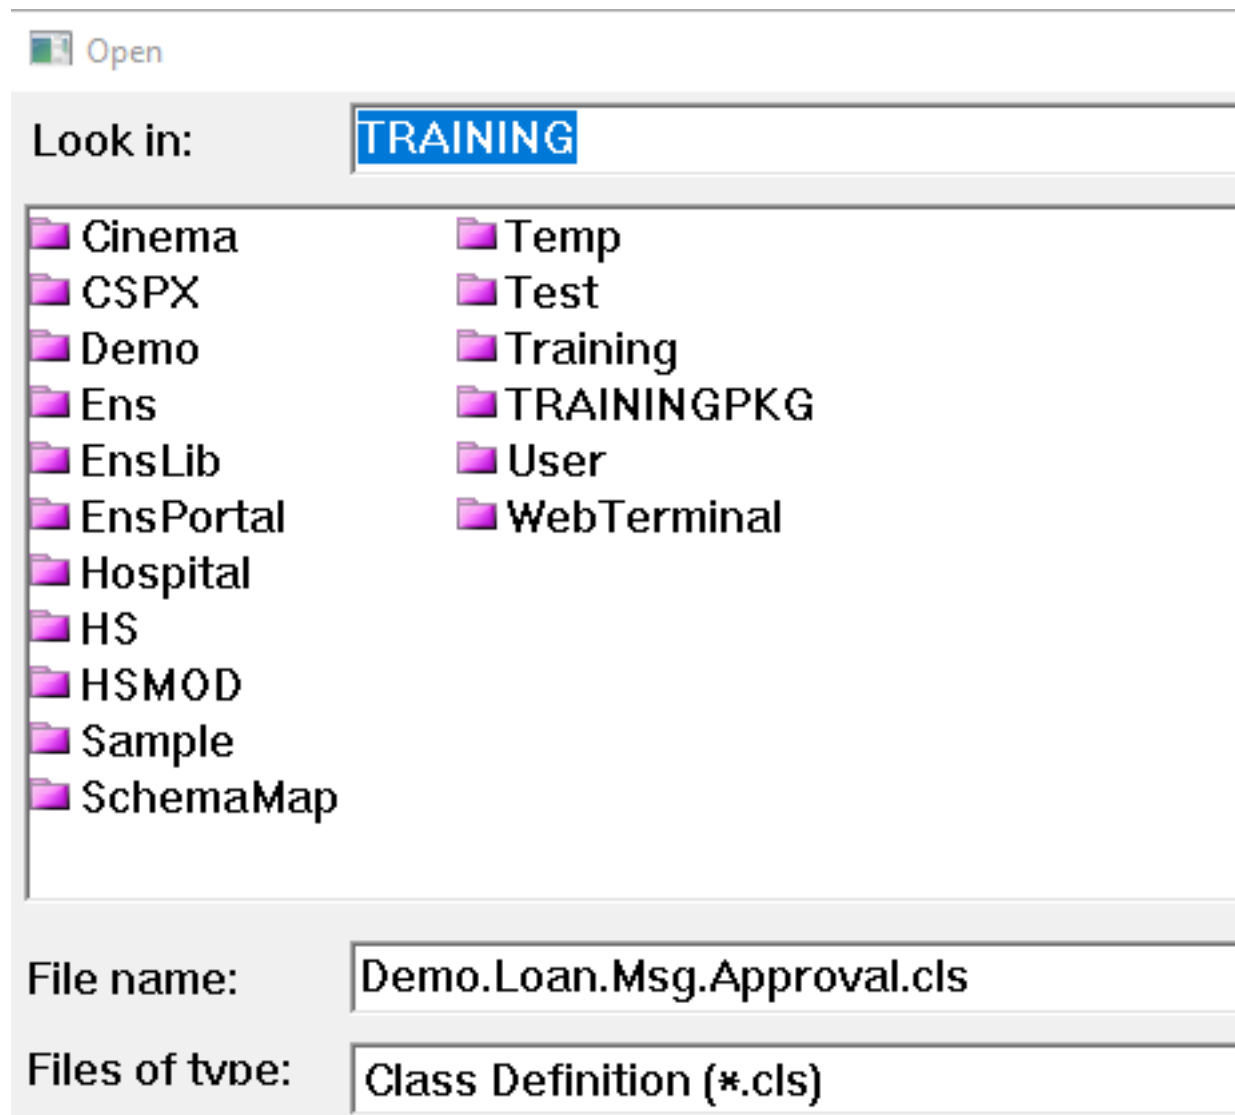 Open
Look in: TRAINING
Cinema
CSPX
Demo
Ens
EnsLib
EnsPortal
Hospital
HS
HSMOD
Sample
SchemaMap
Temp
Test
Training
TRAININGPKG
User
WebTerminal
File name: Demo.Loan.Msg.Approval.cls
Files of type: Class Definition (*.cls)